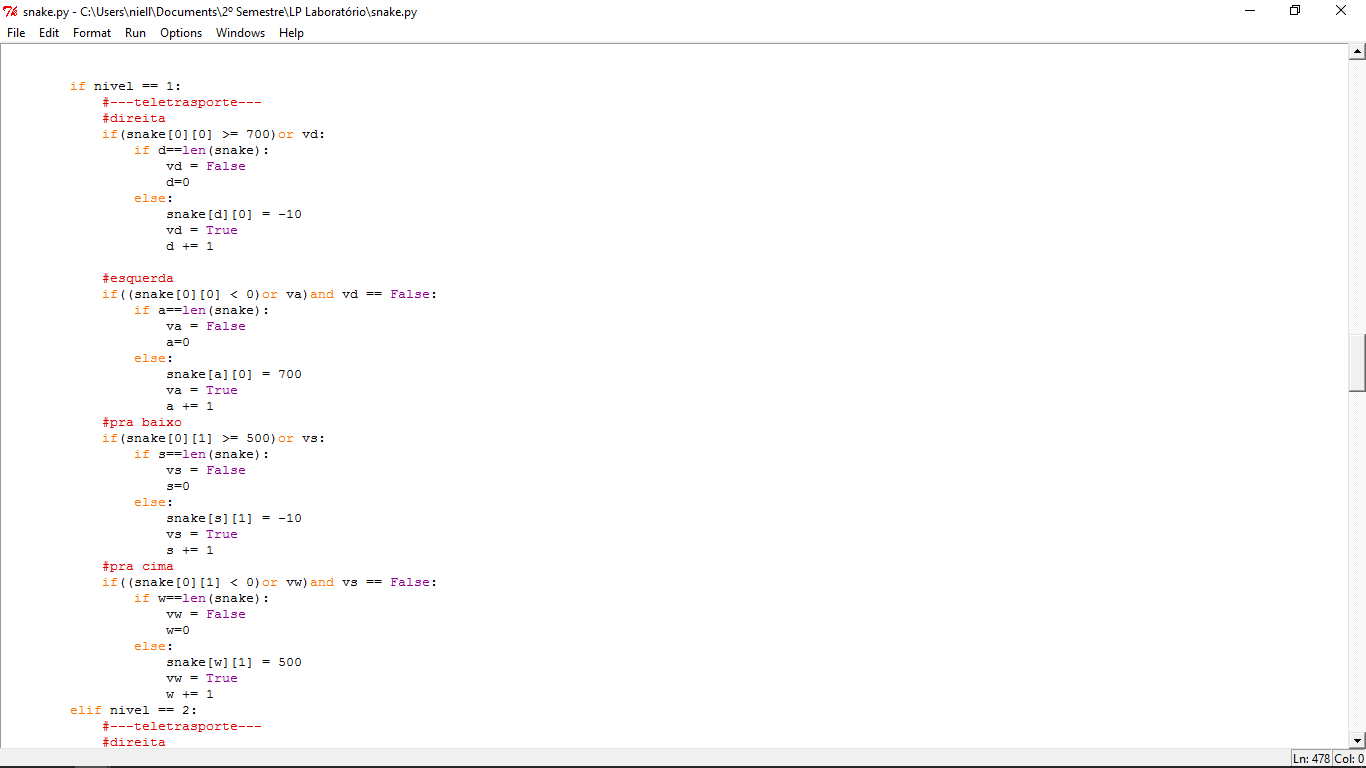 snake.py - C:\Users\niell\Documents\2º Semestre\LP Laboratório\snake.py
File Edit Format Run Options Windows Help
if nivel == 1:
#---teletrasporte---
#direita
if(snake[0][0] >= 700)or vd:
if d==len(snake):
vd = False
d=0
else:
snake[d][0] = -10
vd = True
d += 1
#esquerda
if((snake[0][0] < 0)or va)and vd == False:
if a==len(snake):
va = False
a=0
else:
snake[a][0] = 700
va = True
a += 1
#pra baixo
if(snake[0][1] >= 500)or vs:
if s==len(snake):
vs = False
s=0
else:
snake[s][1] = -10
vs = True
s += 1
#pra cima
if((snake[0][1] < 0)or vw)and vs == False:
if w==len(snake):
vw = False
w=0
else:
snake[w][1] = 500
vw = True
w += 1
elif nivel == 2:
#---teletrasporte---
#direita
Ln: 478 Col: 0